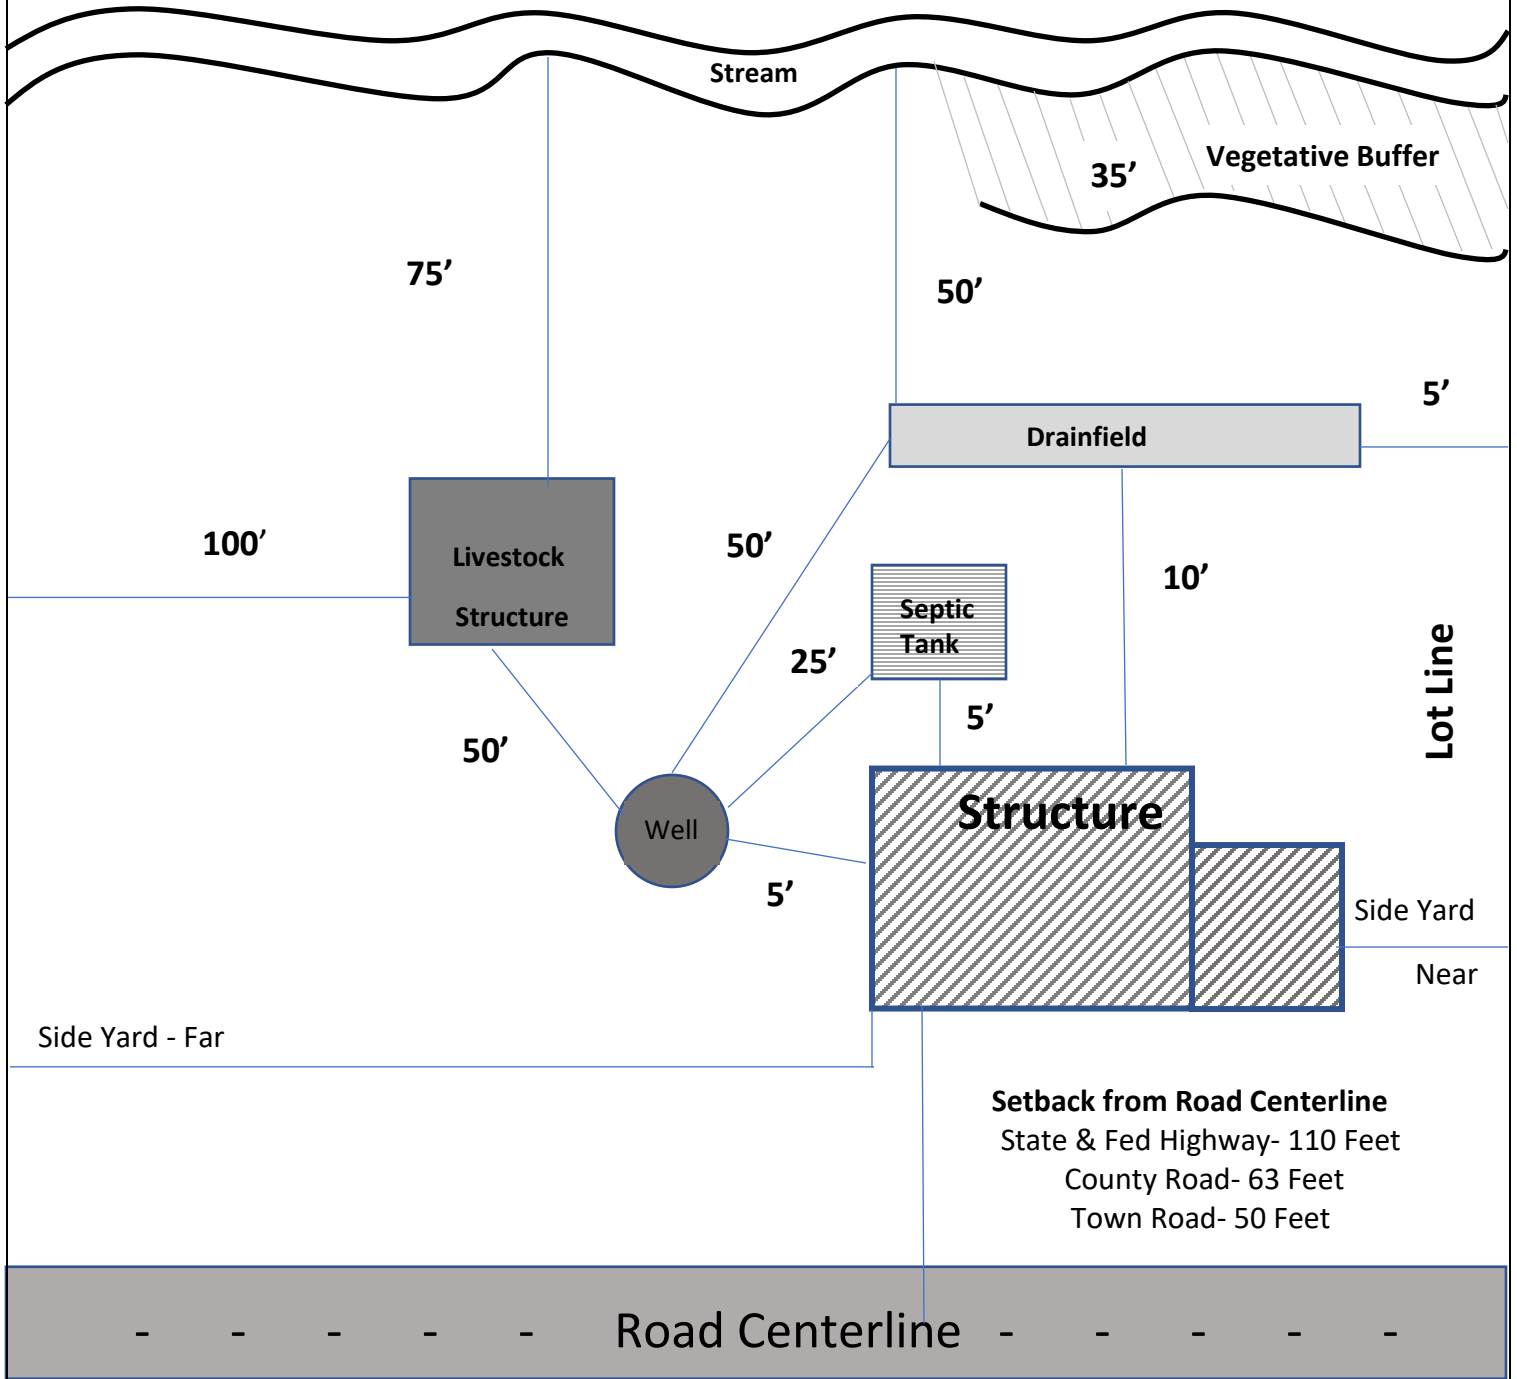 Stream
Vegetative Buffer
35’
75’
50’
5’
Drainfield
100’
50’
Livestock
Structure
10’
Septic
Tank
25’
Lot Line
5’
50’
Structure
Well
5’
Side Yard
Near
Side Yard - Far
Setback from Road Centerline
State & Fed Highway- 110 Feet
County Road- 63 Feet
Town Road- 50 Feet
- - - - - Road Centerline - - - - -